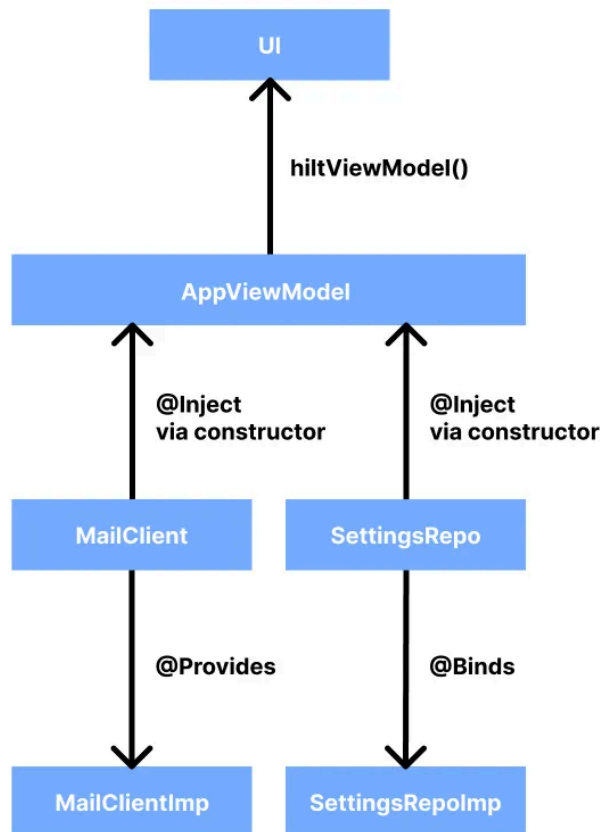 UI
hiltViewModel()
AppViewModel
@Inject
via constructor
@Inject
via constructor
MailClient
SettingsRepo
@Provides
@Binds
MailClientImp
SettingsRepoImp